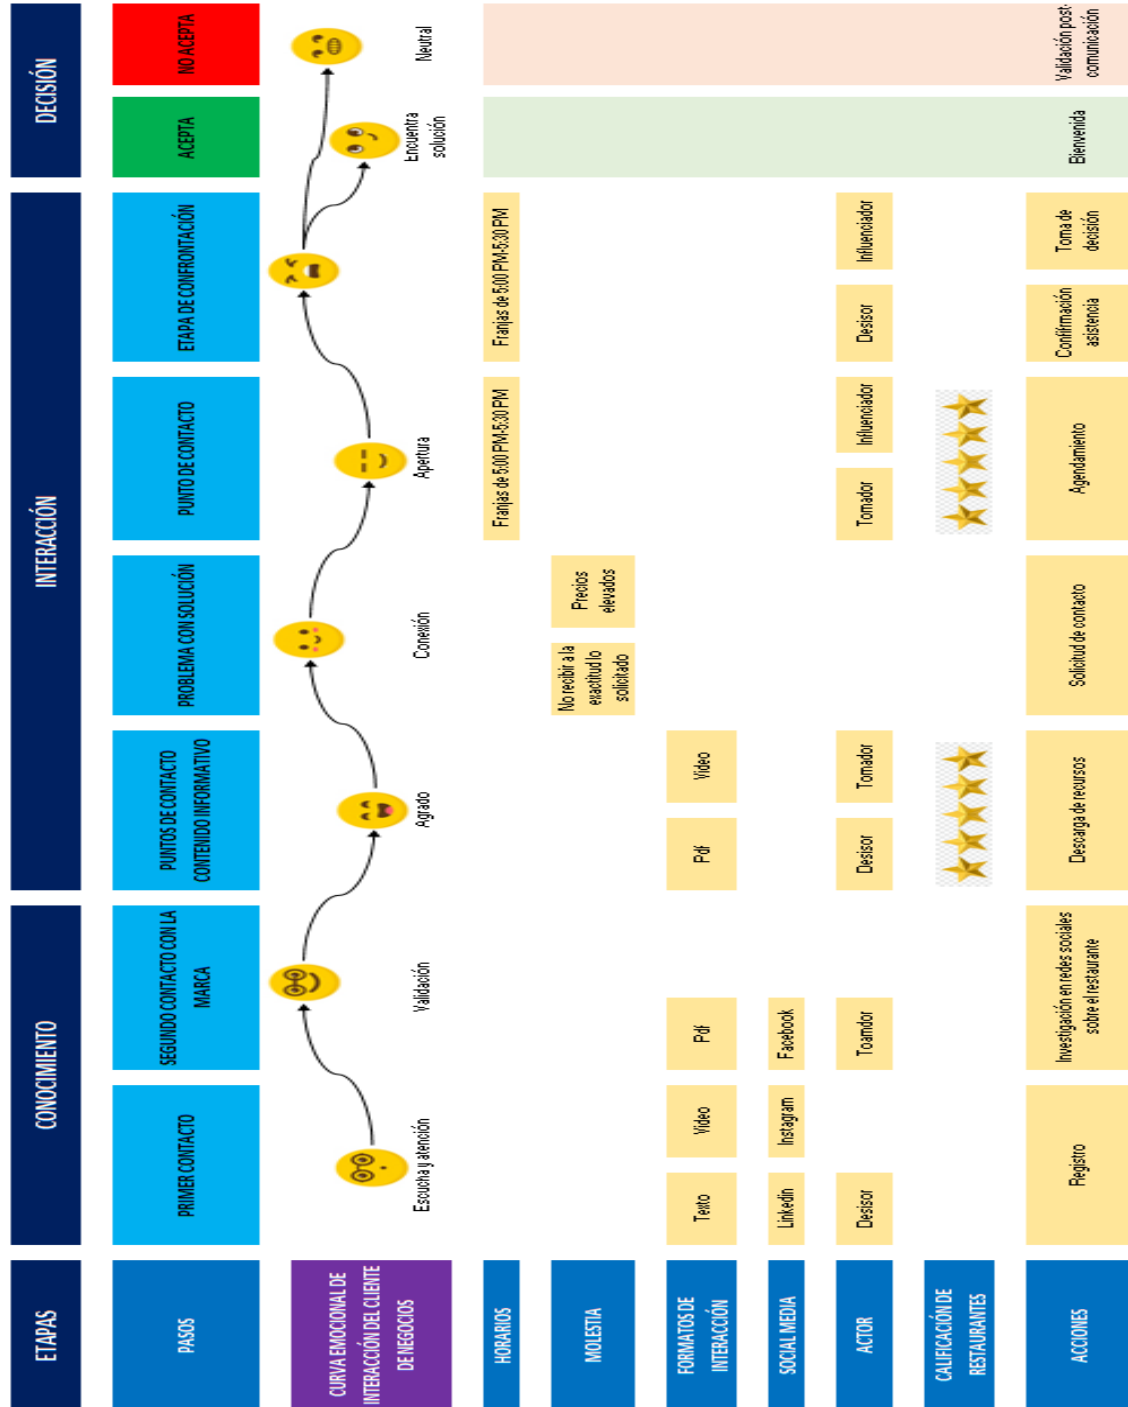 ETAPAS
CONOCIMIENTO
INTERACCIÓN
DECISIÓN
PASOS
PRIMER CONTACTO
SEGUNDO CONTACTO CON LA
MARCA
PUNTOS DE CONTACTO
CONTENIDO INFORMATIVO
PROBLEMA CON SOLUCIÓN
PUNTO DE CONTACTO
ETAPA DE CONFRONTACIÓN
ACEPTA
NO ACEPTA
CURVA EMOCIONAL DE
INTERACCIÓN DEL CLIENTE
DE NEGOCIOS
Escucha y atención
Validación
Agrado
Conexión
Apertura
Encuentra
solución
Neutral
HORARIOS
Franjas de 5:00 PM-5:30 PM
Franjas de 5:00 PM-5:30 PM
MOLESTIA
No recibir a la
exactitud lo
solicitado
Precios
elevados
FORMATOS DE
INTERACCIÓN
Texto
Video
Pdf
Pdf
Video
SOCIAL MEDIA
Linkedin
Instagram
Facebook
ACTOR
Desisor
Toamdor
Desisor
Tomador
Tomador
Influenciador
Desisor
Influenciador
CALIFICACIÓN DE
RESTAURANTES
ACCIONES
Registro
Investigación en redes sociales
sobre el restaurante
Descarga de recursos
Solicitud de contacto
Agendamiento
Confifrmación
asistencia
Toma de
decisión
Bienvenida
Validación post-
comunicación